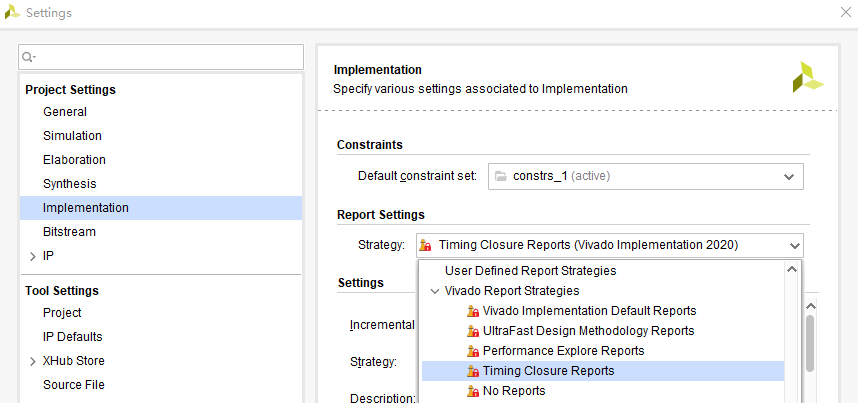 Settings
Project Settings
General
Simulation
Elaboration
Synthesis
Implementation
Bitstream
IP
Tool Settings
Project
IP Defaults
XHub Store
Source File
Implementation
Specify various settings associated to Implementation
Constraints
Default constraint set: constrs_1 (active)
Report Settings
Strategy: Timing Closure Reports (Vivado Implementation 2020)
User Defined Report Strategies
Settings
Vivado Report Strategies
Incremental
Vivado Implementation Default Reports
UltraFast Design Methodology Reports
Strategy:
Performance Explore Reports
Timing Closure Reports
Description:
No Reports